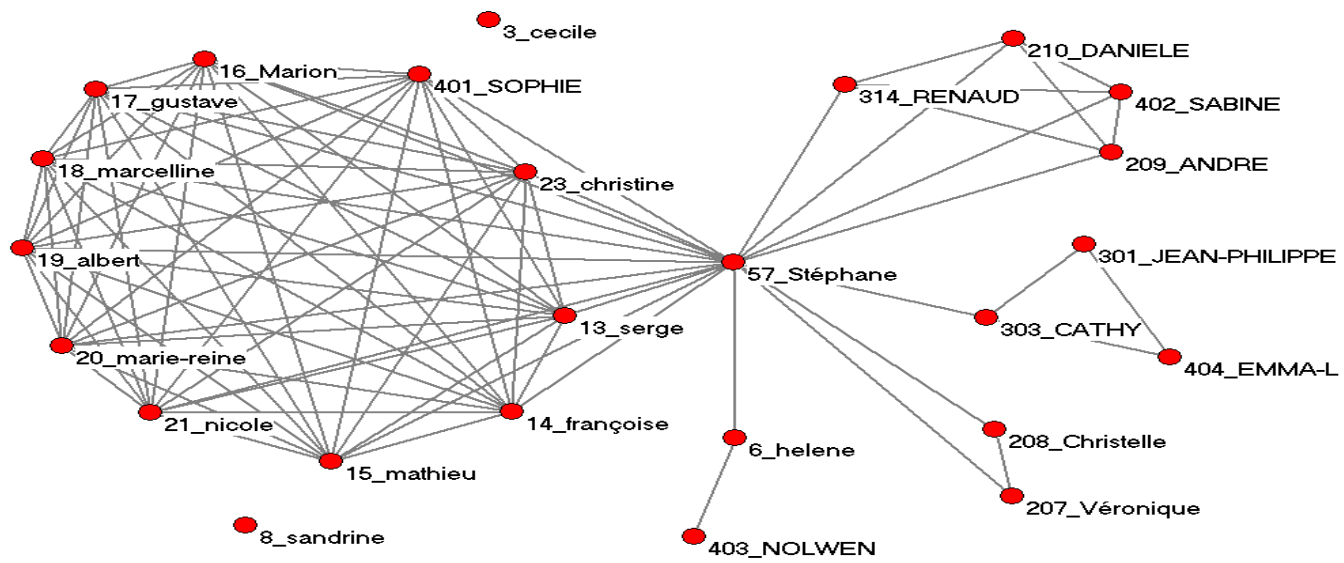 3_cecile
16_Marion
210_DANIELE
401_SOPHIE
314_RENAUD
17_gustave
402_SABINE
18_marcelline
209_ANDRE
23_christine
301_JEAN-PHILIPPE
19_albert
57_Stéphane
13_serge
303_CATHY
20_marie-reine
404_EMMA-L
21_nicole
14_françoise
208_Christelle
6_helene
15_mathieu
207_Véronique
8_sandrine
403_NOLWEN